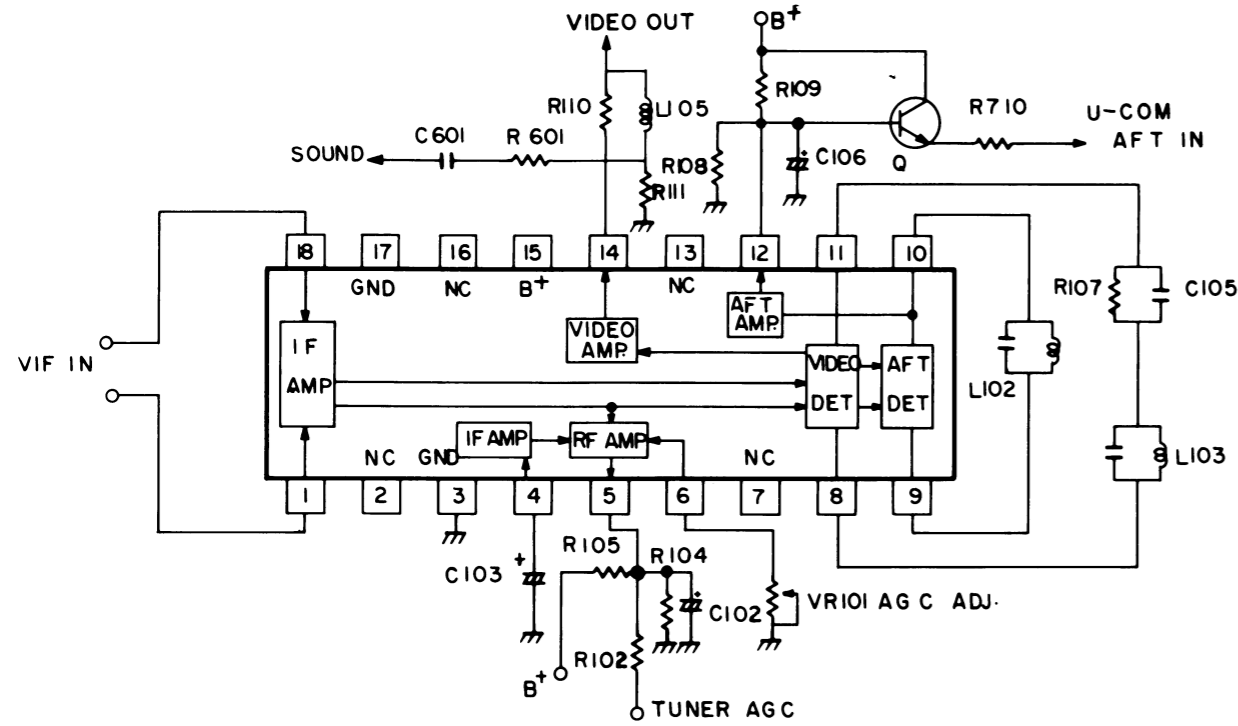 VIDEO OUT
B+
R110
L105
R109
R710
U-COM
AFT IN
C601
R 601
SOUND
R108
C106
Q
R111
18
17
16
15
14
13
12
11
10
GND
NC
B+
NC
R107
C105
VIF IN
IF
AMP
VIDEO
AMP.
AFT
AMP.
VIDEO
DET
AFT
DET
L102
IF AMP
RF AMP
NC
GND
NC
L103
1
2
3
4
5
6
7
8
9
R105
R104
C103
+
C102
VR101 AGC ADJ.
R102
B+
TUNER AGC